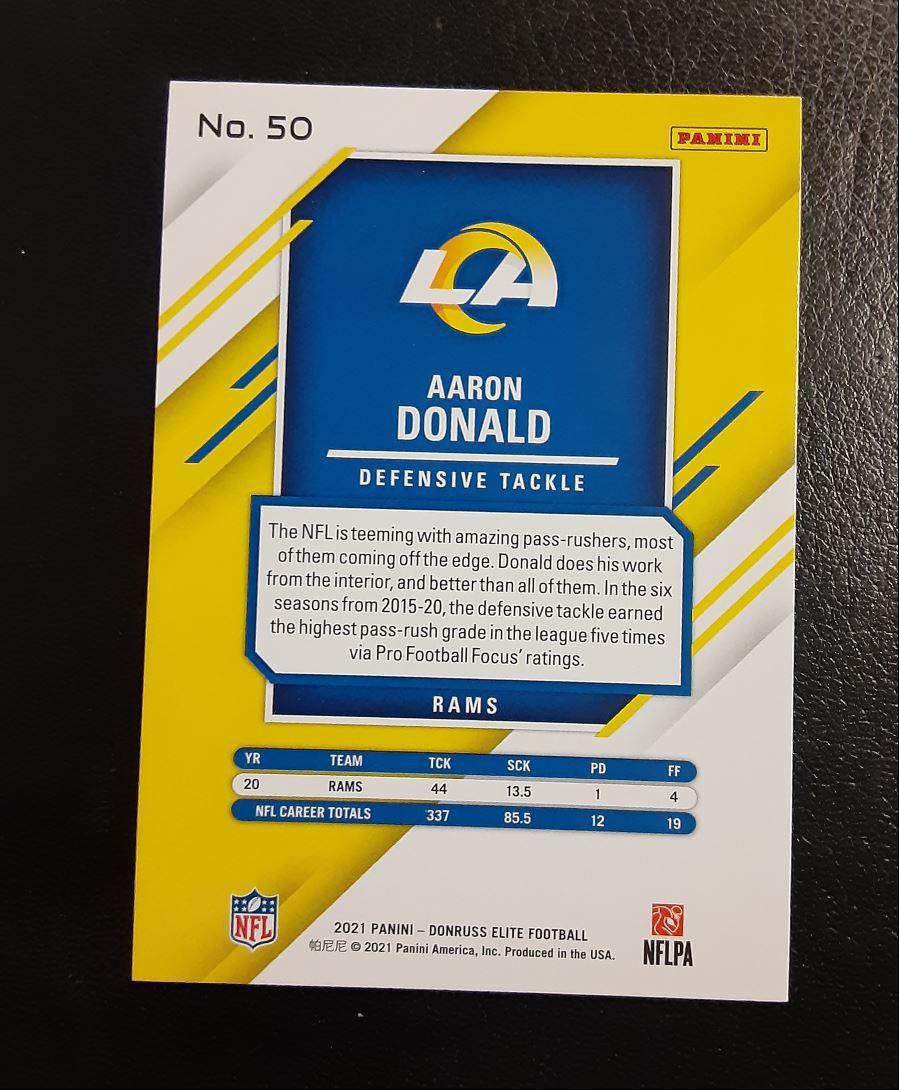 No. 50
PANINI
LA
AARON
DONALD
DEFENSIVE TACKLE
The NFL is teeming with amazing pass-rushers, most
of them coming off the edge. Donald does his work
from the interior, and better than all of them. In the six
seasons from 2015-20, the defensive tackle earned
the highest pass-rush grade in the league five times
via Pro Football Focus' ratings.
RAMS
YR TEAM TCK SCK PD FF
20 RAMS 44 13.5 1 4
NFL CAREER TOTALS 337 85.5 12 19
NFL
2021 PANINI – DONRUSS ELITE FOOTBALL
帕尼尼 © 2021 Panini America, Inc. Produced in the USA.
NFLPA